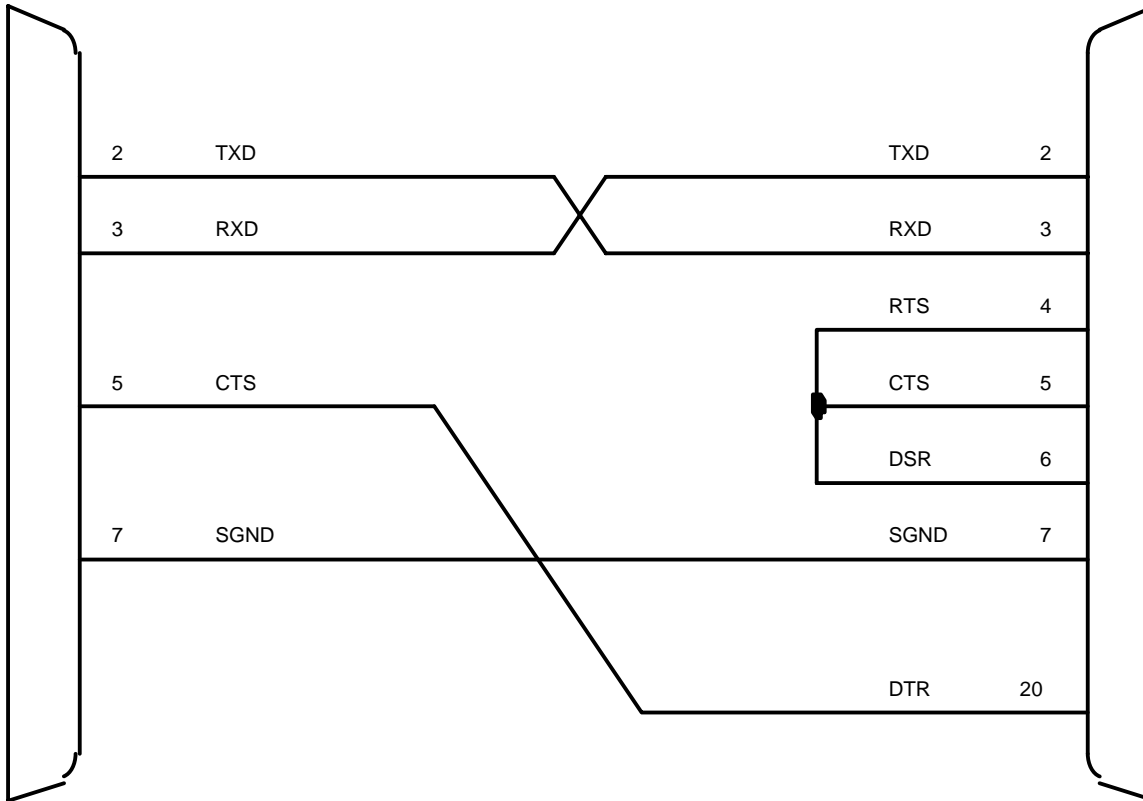 2 TXD TXD 2
3 RXD RXD 3
RTS 4
5 CTS CTS 5
DSR 6
7 SGND SGND 7
DTR 20